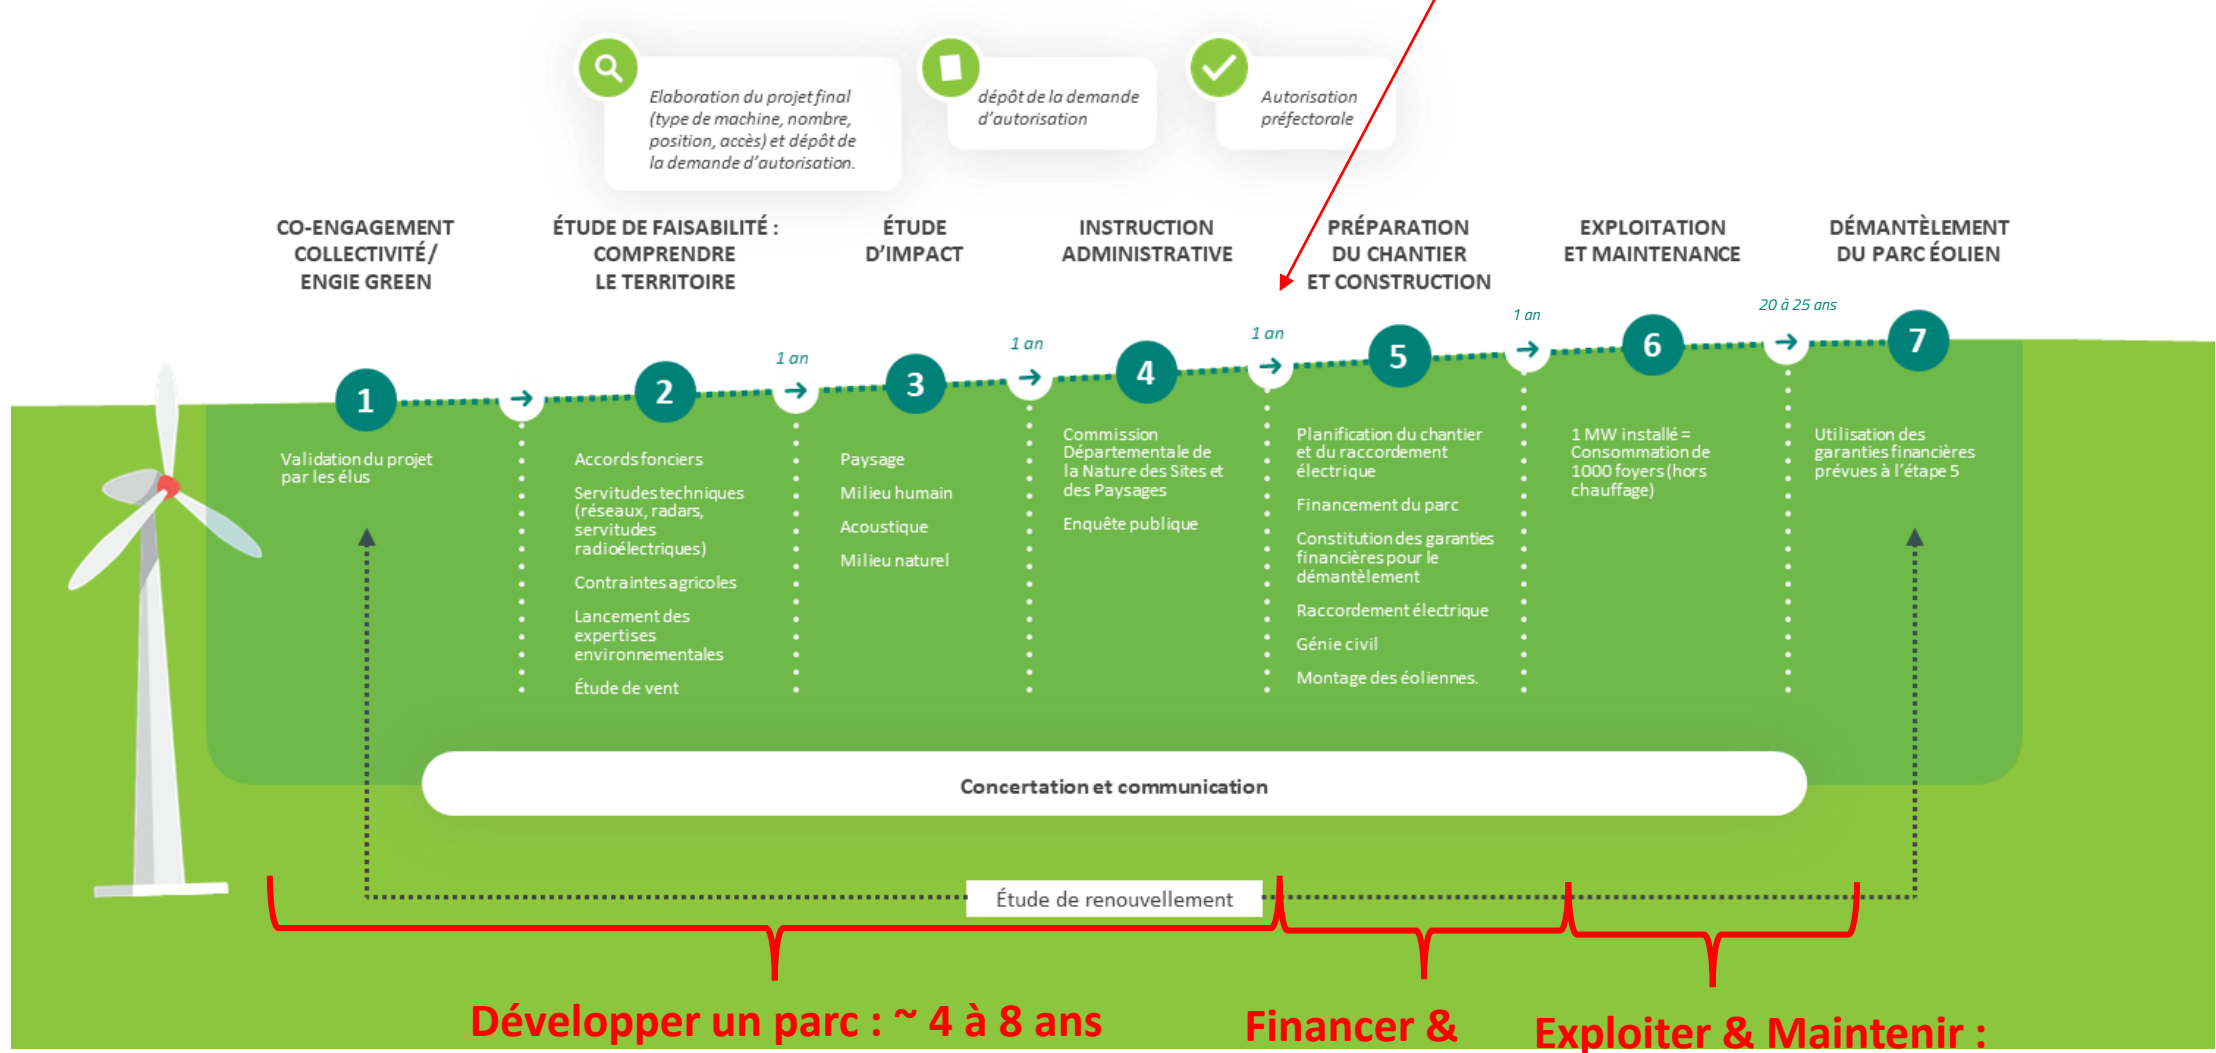 Elaboration du projet final
(type de machine, nombre,
position, accès) et dépôt de
la demande d'autorisation.
dépôt de la demande
d'autorisation
Autorisation
préfectorale
CO-ENGAGEMENT
COLLECTIVITÉ/
ENGIE GREEN
ÉTUDE DE FAISABILITÉ :
COMPRENDRE
LE TERRITOIRE
ÉTUDE
D'IMPACT
INSTRUCTION
ADMINISTRATIVE
PRÉPARATION
DU CHANTIER
ET CONSTRUCTION
EXPLOITATION
ET MAINTENANCE
DÉMANTÈLEMENT
DU PARC ÉOLIEN
1
2
1 an
3
1 an
4
1 an
5
1 an
6
20 à 25 ans
7
Validation du projet
par les élus
Accords fonciers
Servitudes techniques
(réseaux, radars,
servitudes
radioélectriques)
Contraintes agricoles
Lancement des
expertises
environnementales
Étude de vent
Paysage
Milieu humain
Acoustique
Milieu naturel
Commission
Départementale de
la Nature des Sites et
des Paysages
Enquête publique
Planification du chantier
et du raccordement
électrique
Financement du parc
Constitution des garanties
financières pour le
démantèlement
Raccordement électrique
Génie civil
Montage des éoliennes.
1 MW installé =
Consommation de
1000 foyers (hors
chauffage)
Utilisation des
garanties financières
prévues à l'étape 5
Concertation et communication
Étude de renouvellement
Développer un parc : ~ 4 à 8 ans
Financer &
Exploiter & Maintenir :